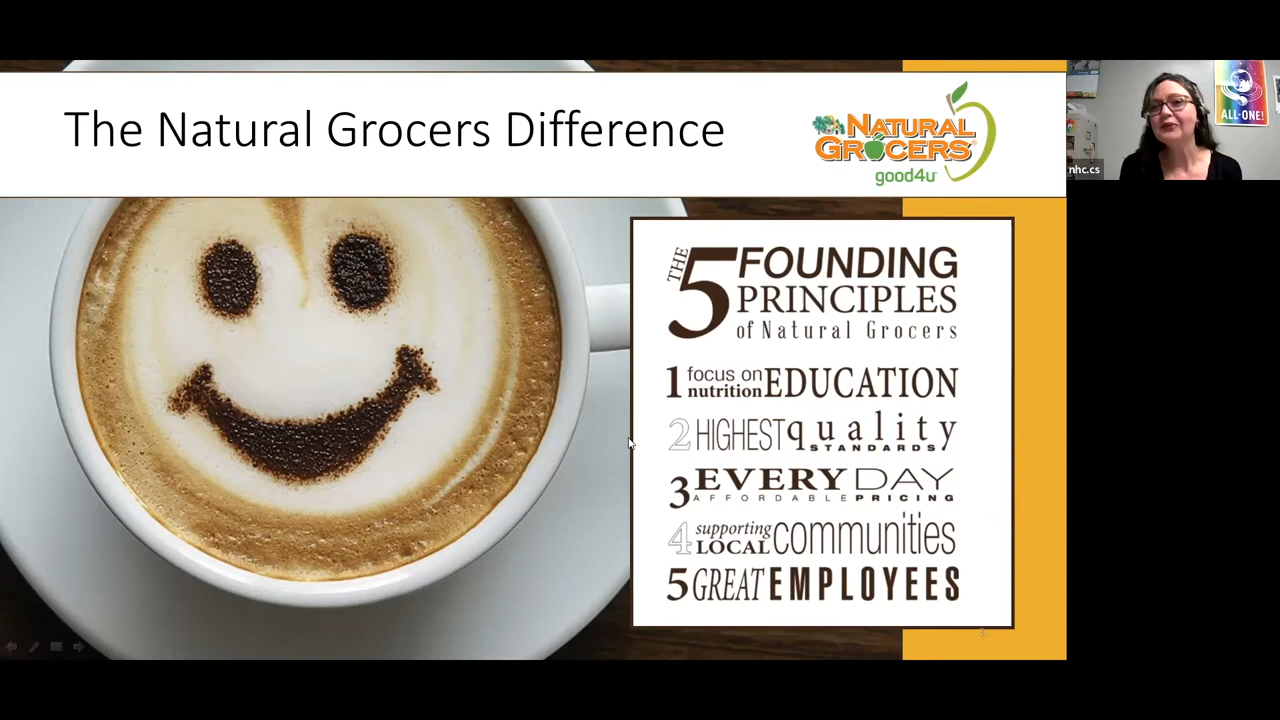 The Natural Grocers Difference
NATURAL
GROCERS
good4u
ALL-ONE!
nhc.cs
THE 5 FOUNDING
PRINCIPLES
of Natural Grocers
1 focus on
nutrition EDUCATION
2 HIGHEST quality
STANDARDS
3 EVERY DAY
AFFORDABLE PRICING
4 supporting
LOCAL communities
5 GREAT EMPLOYEES
3